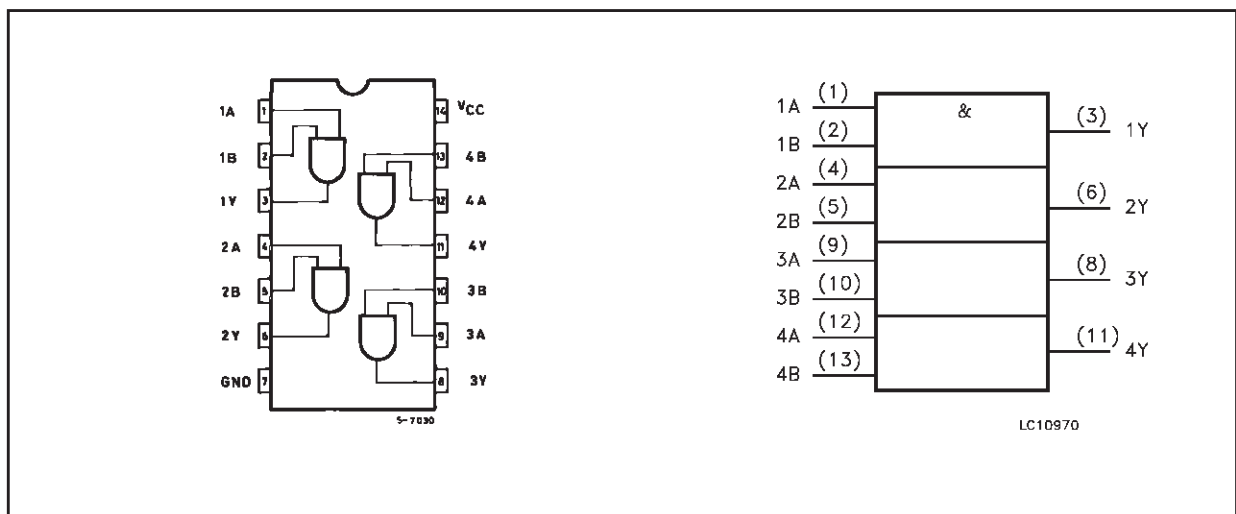 1A 1 14 VCC
1B 2 13 4B
1Y 3 12 4A
2A 4 11 4Y
2B 5 10 3B
2Y 6 9 3A
GND 7 8 3Y
S-7030
1A (1) & (3) 1Y
1B (2)
2A (4) (6) 2Y
2B (5)
3A (9) (8) 3Y
3B (10)
4A (12) (11) 4Y
4B (13)
LC10970